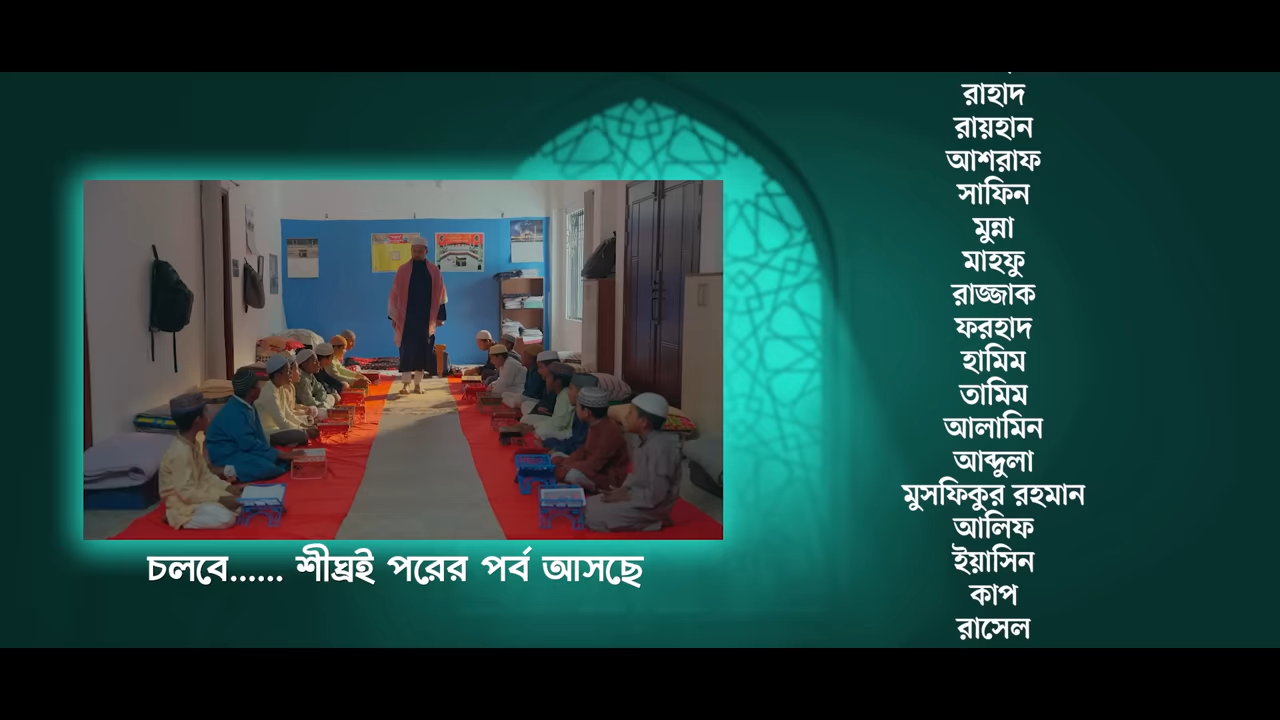 রাহাদ
রায়হান
আশরাফ
সাফিন
মুন্না
মাহফু
রাজ্জাক
ফরহাদ
হামিম
তামিম
আলামিন
আব্দুলা
মুসফিকুর রহমান
আলিফ
ইয়াসিন
কাপ
রাসেল
চলবে...... শীঘ্রই পরের পর্ব আসছে